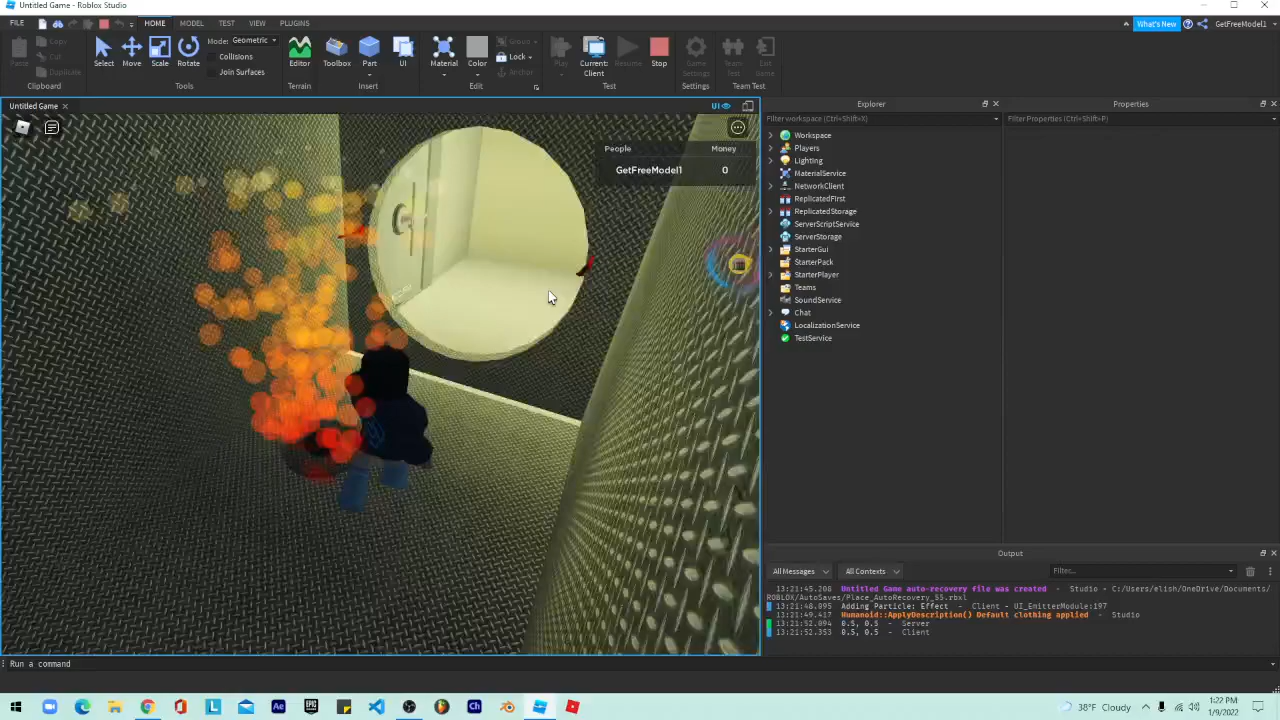 Untitled Game - Roblox Studio
FILE HOME MODEL TEST VIEW PLUGINS What's New GetFreeModel1
Paste Copy Cut Duplicate Select Move Scale Rotate Mode: Geometric Collisions Join Surfaces Editor Toolbox Part UI Material Color Group Lock Anchor Play Current: Client Resume Stop Game Settings Team Test Exit Game
Clipboard Tools Terrain Insert Edit Test Settings Team Test
Untitled Game UI Explorer Properties
Filter workspace (Ctrl+Shift+X) Filter Properties (Ctrl+Shift+P)
People Money
GetFreeModel1 0
Workspace
Players
Lighting
MaterialService
NetworkClient
ReplicatedFirst
ReplicatedStorage
ServerScriptService
ServerStorage
StarterGui
StarterPack
StarterPlayer
Teams
SoundService
Chat
LocalizationService
TestService
Output
All Messages All Contexts Filter...
13:21:45.208 Untitled Game auto-recovery file was created - Studio - C:/Users/elish/OneDrive/Documents/
ROBLOX/AutoSaves/Place_AutoRecovery_55.rbxl
13:21:48.895 Adding Particle: Effect - Client - UI_EmitterModule:197
13:21:49.417 Humanoid::ApplyDescription() Default clothing applied - Studio
13:21:52.094 0.5, 0.5 - Server
13:21:52.353 0.5, 0.5 - Client
Run a command
38°F Cloudy 1:22 PM
1/9/2022